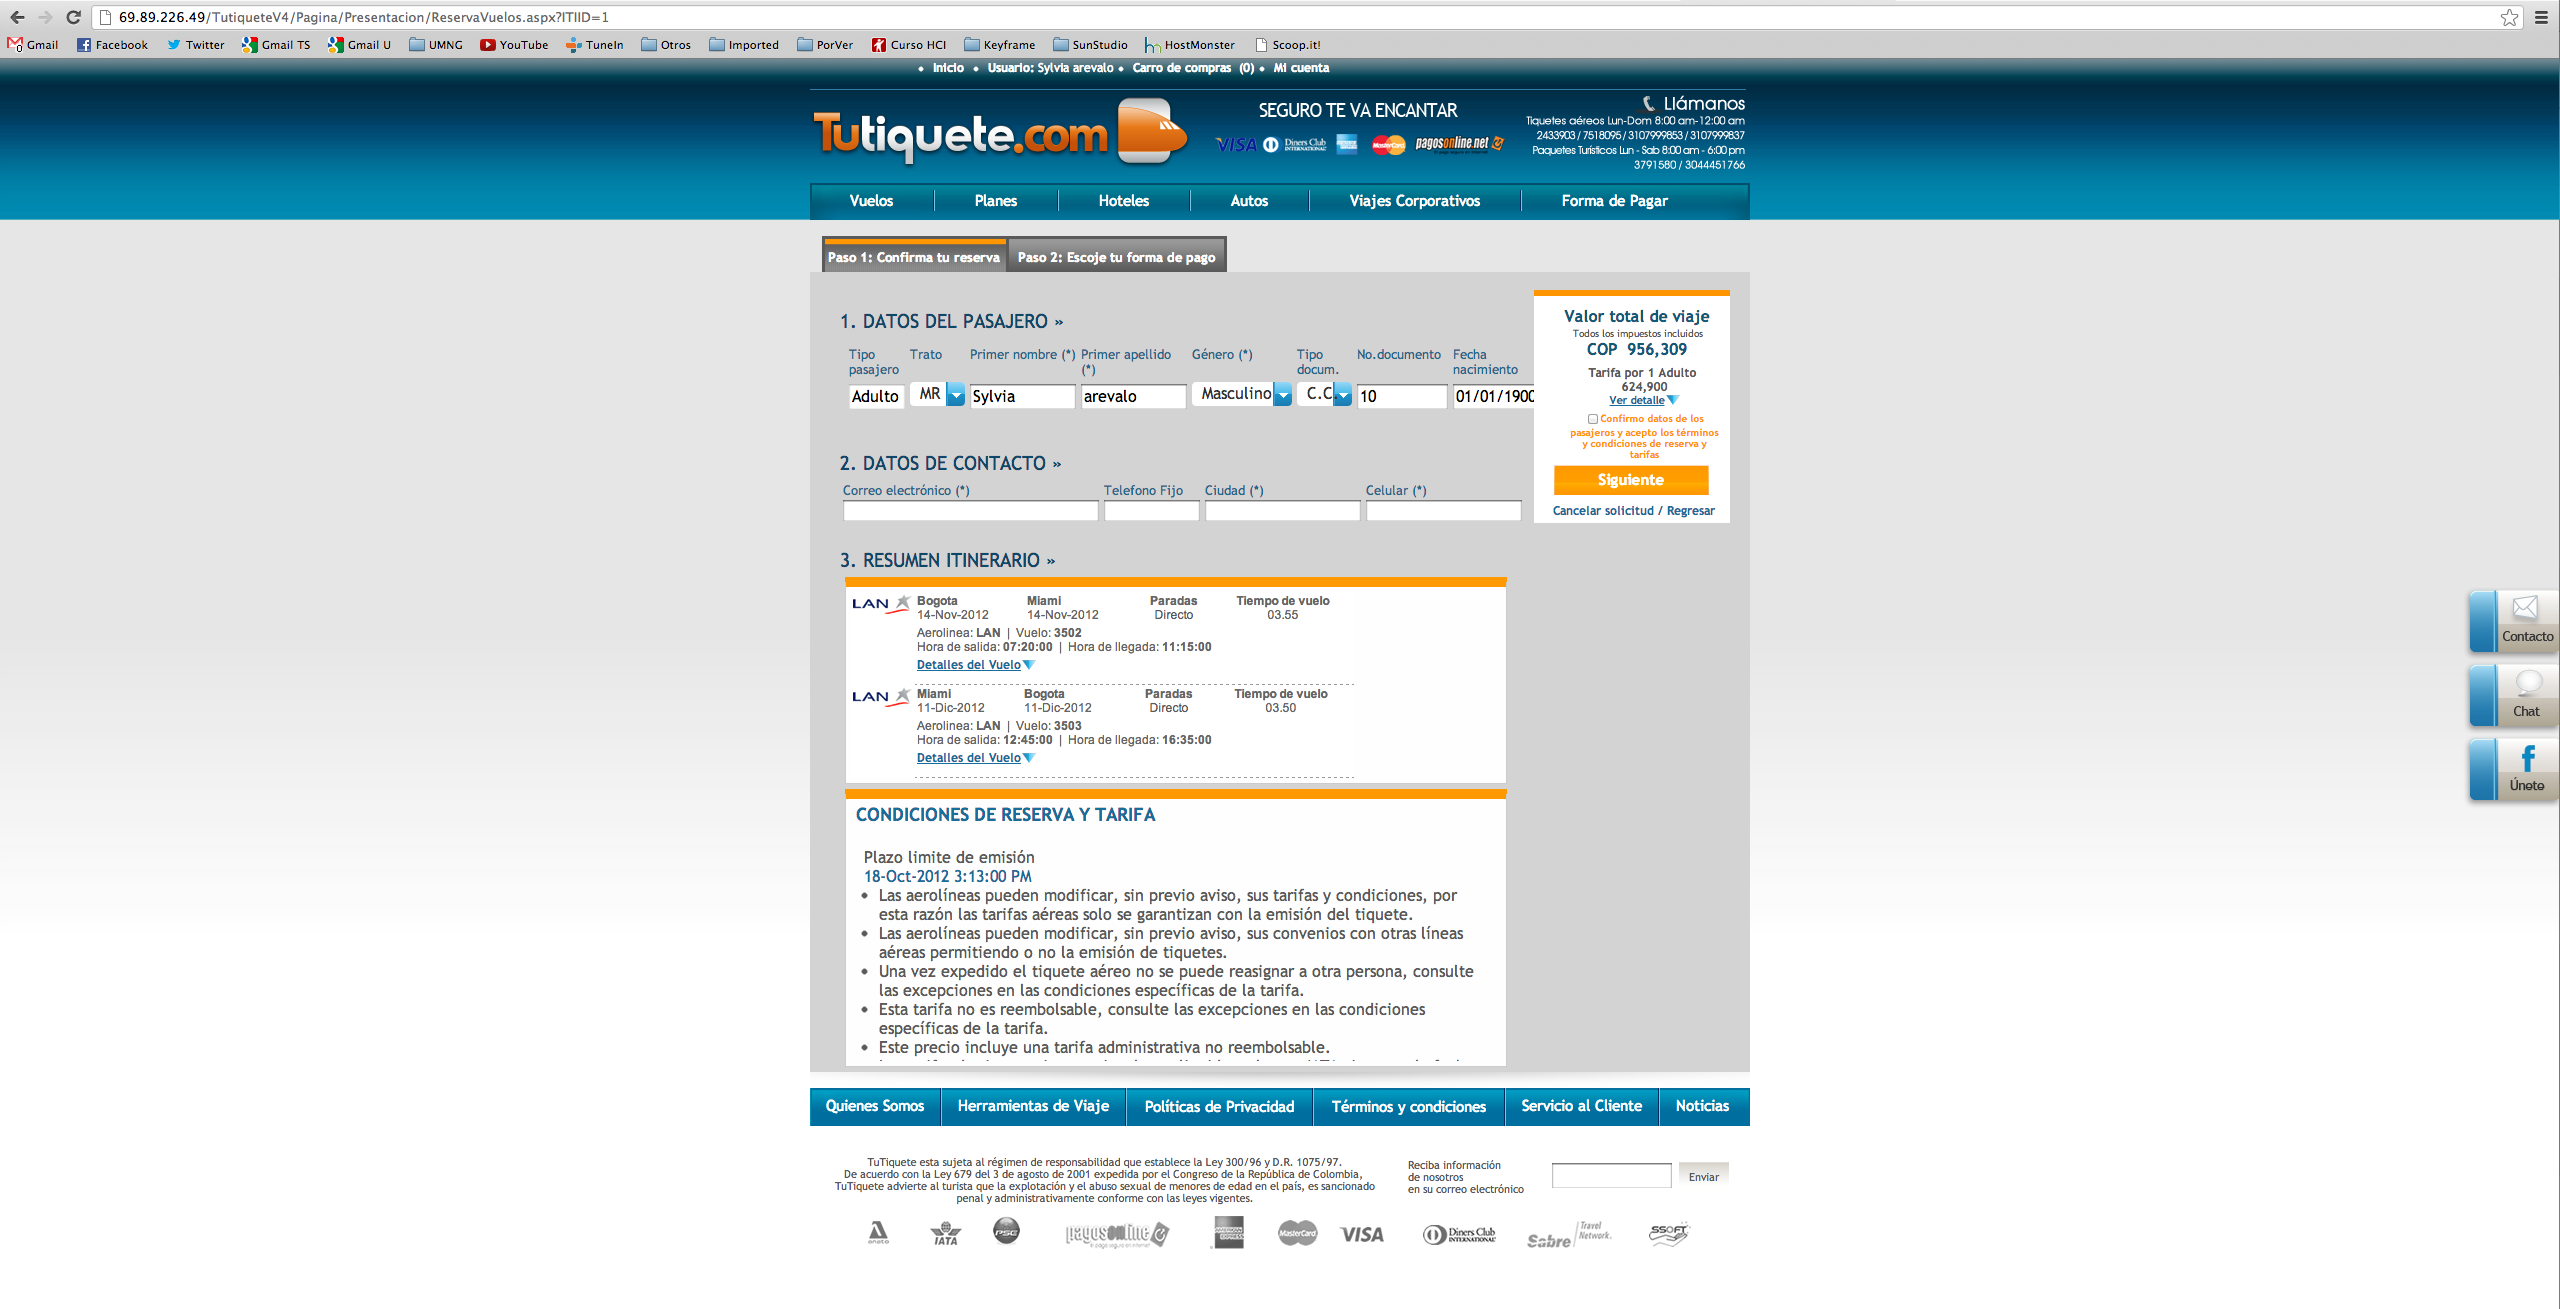 69.89.226.49/TutiqueteV4/Pagina/Presentacion/ReservaVuelos.aspx?ITIID=1
Gmail Facebook Twitter Gmail TS Gmail U UMNG YouTube TuneIn Otros Imported PorVer Curso HCI Keyframe SunStudio HostMonster Scoop.it!
• Inicio • Usuario: Sylvia arevalo • Carro de compras (0) • Mi cuenta
Tutiquete.com
SEGURO TE VA ENCANTAR
VISA Diners Club INTERNATIONAL MasterCard pagosonline.net
Llámanos
Tiquetes aéreos Lun-Dom 8:00 am-12:00 am
2433903 / 7518095 / 3107999853 / 3107999837
Paquetes Turísticos Lun - Sab 8:00 am - 6:00 pm
3791580 / 3044451766
Vuelos Planes Hoteles Autos Viajes Corporativos Forma de Pagar
Paso 1: Confirma tu reserva Paso 2: Escoje tu forma de pago
1. DATOS DEL PASAJERO »
Tipo pasajero Trato Primer nombre (*) Primer apellido (*) Género (*) Tipo docum. No.documento Fecha nacimiento
Adulto MR Sylvia arevalo Masculino C.C. 10 01/01/1900
Valor total de viaje
Todos los impuestos incluidos
COP 956,309
Tarifa por 1 Adulto
624,900
Ver detalle
Confirmo datos de los
pasajeros y acepto los términos
y condiciones de reserva y
tarifas
Siguiente
Cancelar solicitud / Regresar
2. DATOS DE CONTACTO »
Correo electrónico (*) Telefono Fijo Ciudad (*) Celular (*)
3. RESUMEN ITINERARIO »
LAN Bogota Miami Paradas Tiempo de vuelo
14-Nov-2012 14-Nov-2012 Directo 03.55
Aerolinea: LAN | Vuelo: 3502
Hora de salida: 07:20:00 | Hora de llegada: 11:15:00
Detalles del Vuelo
LAN Miami Bogota Paradas Tiempo de vuelo
11-Dic-2012 11-Dic-2012 Directo 03.50
Aerolinea: LAN | Vuelo: 3503
Hora de salida: 12:45:00 | Hora de llegada: 16:35:00
Detalles del Vuelo
Contacto
Chat
Únete
CONDICIONES DE RESERVA Y TARIFA
Plazo limite de emisión
18-Oct-2012 3:13:00 PM
• Las aerolíneas pueden modificar, sin previo aviso, sus tarifas y condiciones, por
esta razón las tarifas aéreas solo se garantizan con la emisión del tiquete.
• Las aerolíneas pueden modificar, sin previo aviso, sus convenios con otras líneas
aéreas permitiendo o no la emisión de tiquetes.
• Una vez expedido el tiquete aéreo no se puede reasignar a otra persona, consulte
las excepciones en las condiciones específicas de la tarifa.
• Esta tarifa no es reembolsable, consulte las excepciones en las condiciones
específicas de la tarifa.
• Este precio incluye una tarifa administrativa no reembolsable.
Quienes Somos Herramientas de Viaje Políticas de Privacidad Términos y condiciones Servicio al Cliente Noticias
TuTiquete esta sujeta al régimen de responsabilidad que establece la Ley 300/96 y D.R. 1075/97.
De acuerdo con la Ley 679 del 3 de agosto de 2001 expedida por el Congreso de la República de Colombia,
TuTiquete advierte al turista que la explotación y el abuso sexual de menores de edad en el país, es sancionado
penal y administrativamente conforme con las leyes vigentes.
Reciba información
de nosotros
en su correo electrónico
Enviar
anato IATA PSE pagosonline AMERICAN EXPRESS MasterCard VISA Diners Club INTERNATIONAL Sabre Travel Network. SSOFT